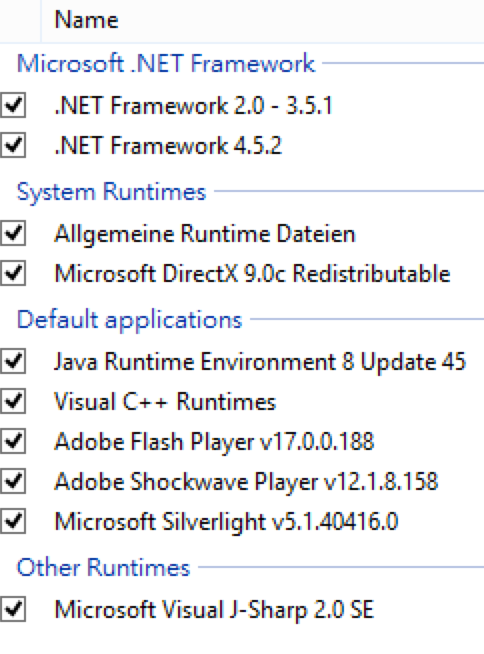 Name
Microsoft .NET Framework
.NET Framework 2.0 - 3.5.1
.NET Framework 4.5.2
System Runtimes
Allgemeine Runtime Dateien
Microsoft DirectX 9.0c Redistributable
Default applications
Java Runtime Environment 8 Update 45
Visual C++ Runtimes
Adobe Flash Player v17.0.0.188
Adobe Shockwave Player v12.1.8.158
Microsoft Silverlight v5.1.40416.0
Other Runtimes
Microsoft Visual J-Sharp 2.0 SE